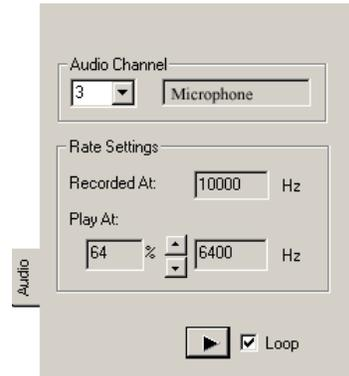 Audio Channel
3 Microphone
Rate Settings
Recorded At: 10000 Hz
Play At:
64 % 6400 Hz
Audio
Loop